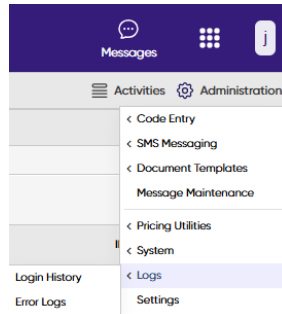 Messages
j
Activities
Administration
< Code Entry
< SMS Messaging
< Document Templates
Message Maintenance
< Pricing Utilities
< System
< Logs
Settings
Login History
Error Logs